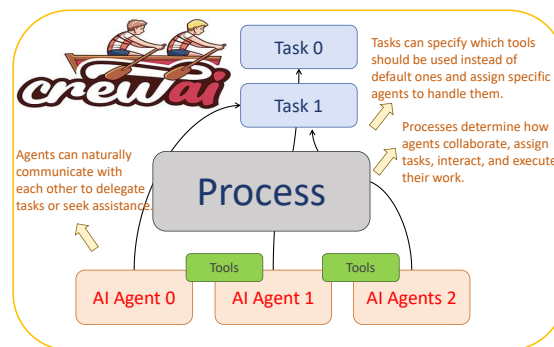 crewai
Task 0
Task 1
Tasks can specify which tools
should be used instead of
default ones and assign specific
agents to handle them.
Processes determine how
agents collaborate, assign
tasks, interact, and execute
their work.
Agents can naturally
communicate with
each other to delegate
tasks or seek assistance.
Process
Tools
Tools
AI Agent 0
AI Agent 1
AI Agents 2